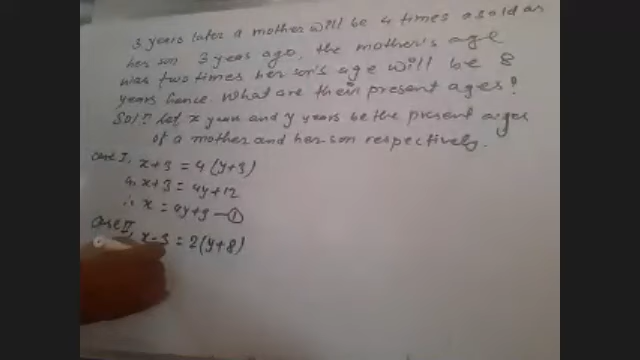 3 years later a mother will be 4 times as old as
her son 3 yeas ago, the mother's age
was two times her son's age will be 8
years hence. What are their present ages?
Solⁿ: Let x years and y years be the present ages
of a mother and her son respectively.
Case I, x+3 = 4(y+3)
or x+3 = 4y+12
∴ x = 4y+9 —①
Case II, x-3 = 2(y+8)